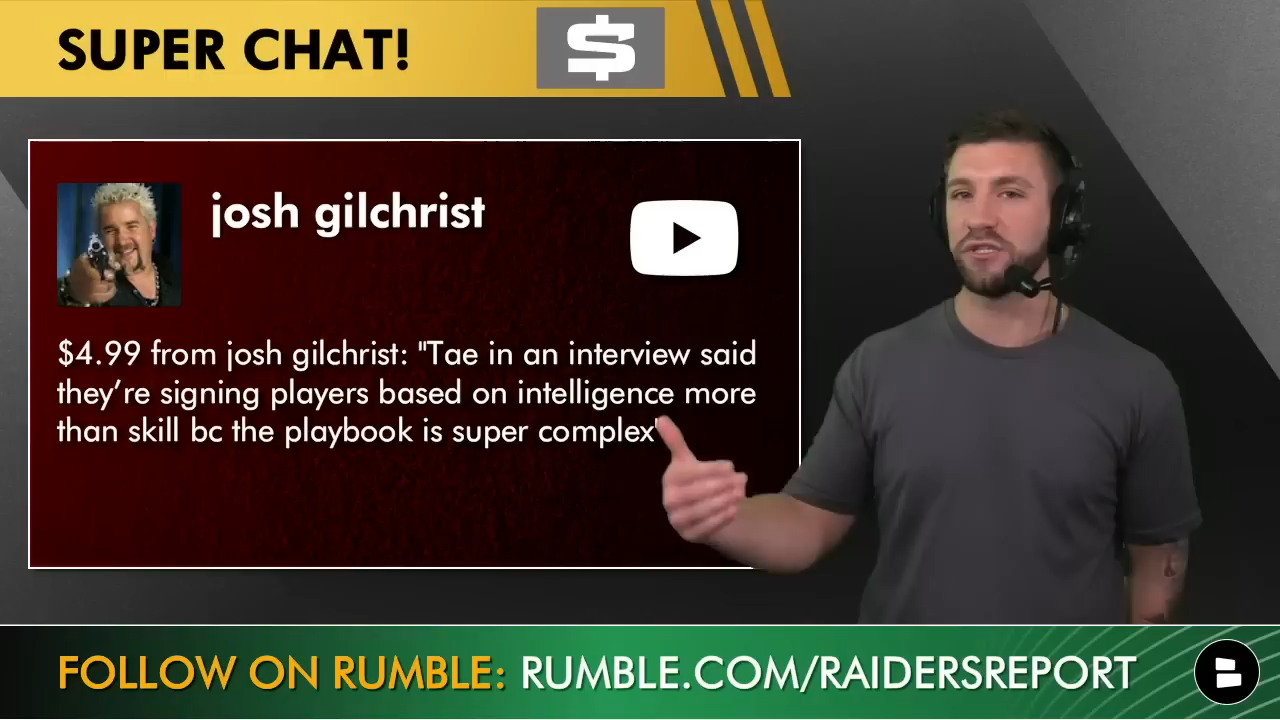 SUPER CHAT!
$
josh gilchrist
$4.99 from josh gilchrist: "Tae in an interview said
they’re signing players based on intelligence more
than skill bc the playbook is super complex"
FOLLOW ON RUMBLE: RUMBLE.COM/RAIDERSREPORT